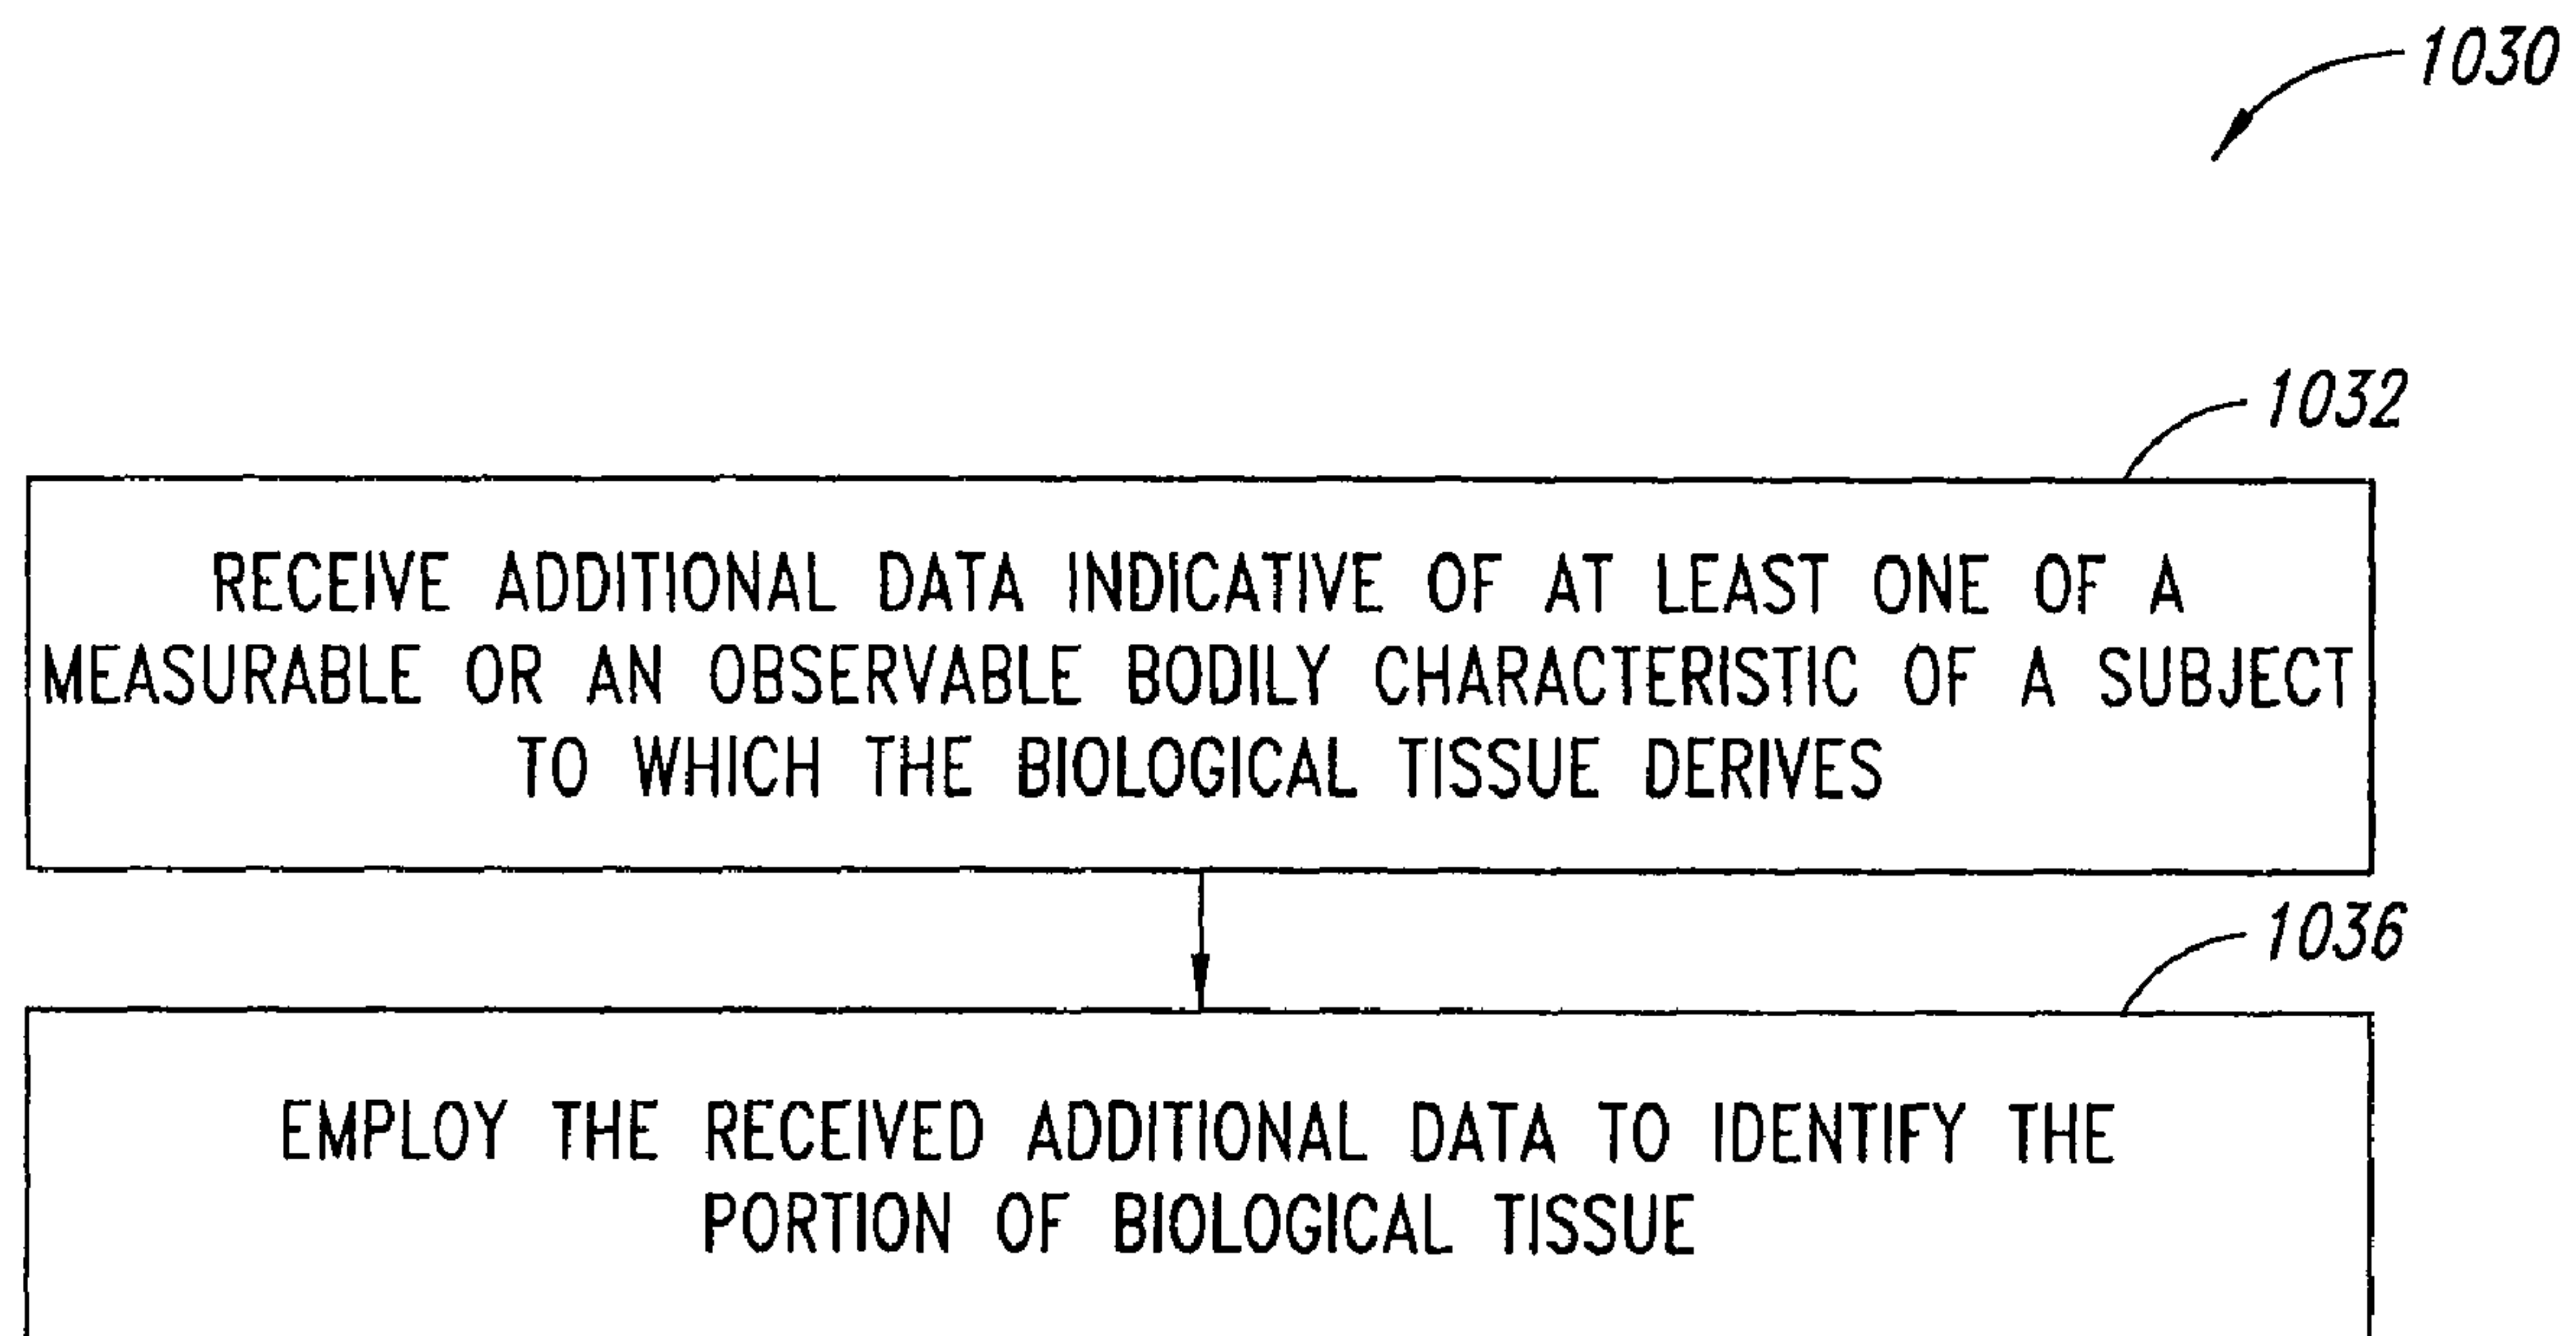 1030
1032
RECEIVE ADDITIONAL DATA INDICATIVE OF AT LEAST ONE OF A
MEASURABLE OR AN OBSERVABLE BODILY CHARACTERISTIC OF A SUBJECT
TO WHICH THE BIOLOGICAL TISSUE DERIVES
1036
EMPLOY THE RECEIVED ADDITIONAL DATA TO IDENTIFY THE
PORTION OF BIOLOGICAL TISSUE